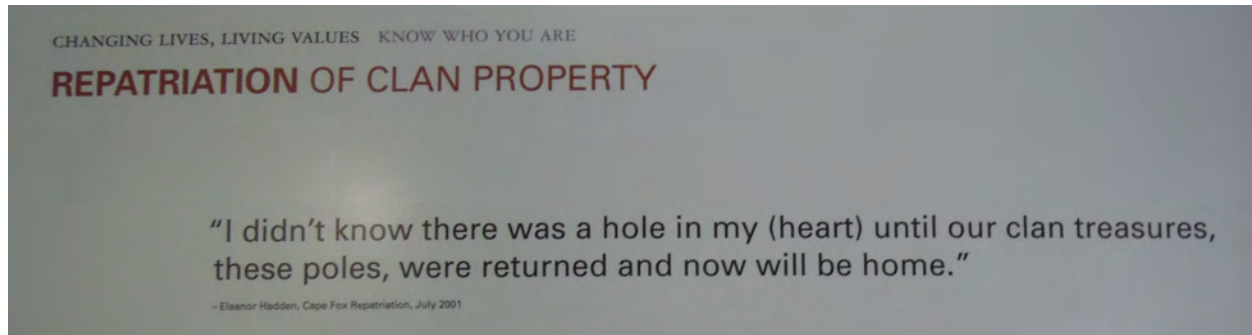 CHANGING LIVES, LIVING VALUES KNOW WHO YOU ARE
REPATRIATION OF CLAN PROPERTY
“I didn’t know there was a hole in my (heart) until our clan treasures,
these poles, were returned and now will be home.”
– Eleanor Hadden, Cape Fox Repatriation, July 2001